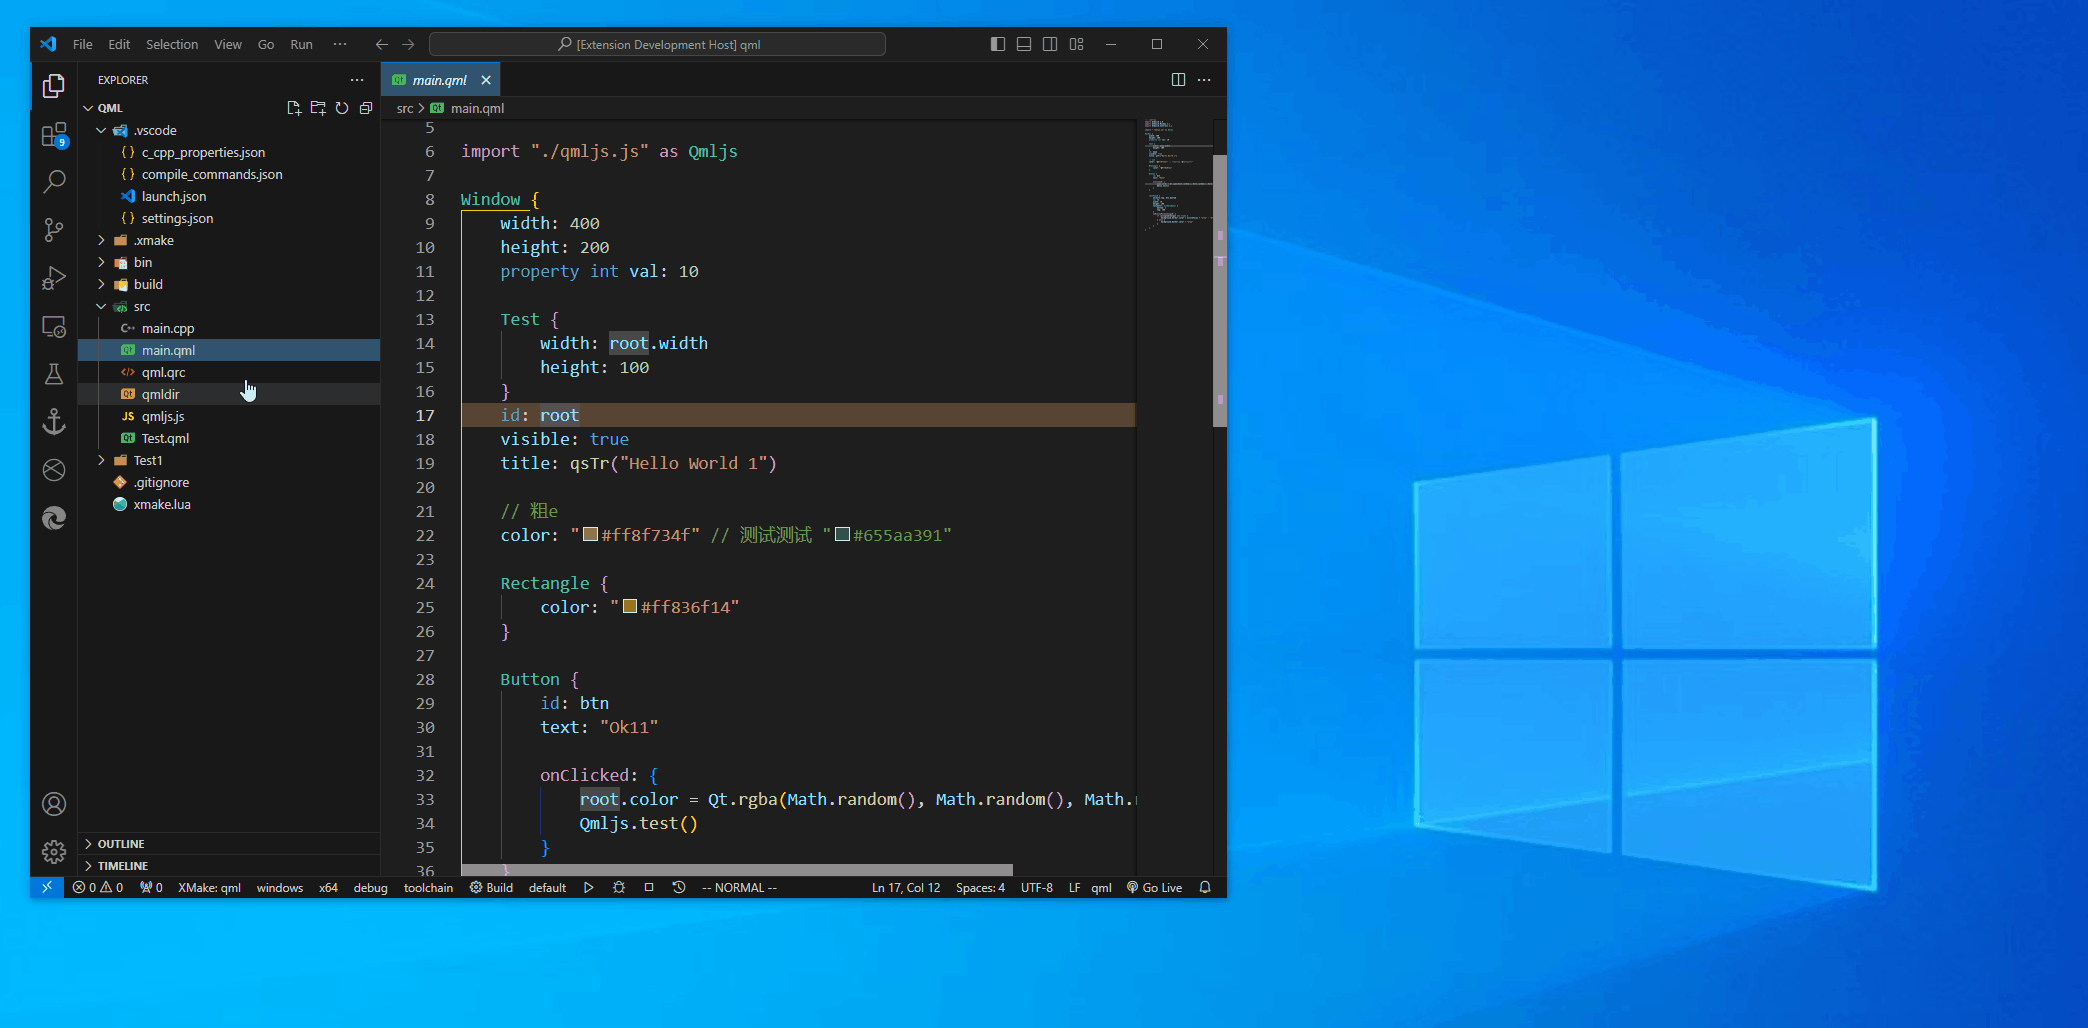 File Edit Selection View Go Run ··· [Extension Development Host] qml
EXPLORER
QML
.vscode
{} c_cpp_properties.json
{} compile_commands.json
launch.json
{} settings.json
.xmake
bin
build
src
C++ main.cpp
Qt main.qml
</> qml.qrc
Qt qmldir
JS qmljs.js
Qt Test.qml
Test1
.gitignore
xmake.lua
OUTLINE
TIMELINE
9
Qt main.qml
src > Qt main.qml
5
6 import "./qmljs.js" as Qmljs
7
8 Window {
9 width: 400
10 height: 200
11 property int val: 10
12
13 Test {
14 width: root.width
15 height: 100
16 }
17 id: root
18 visible: true
19 title: qsTr("Hello World 1")
20
21 // 粗e
22 color: "#ff8f734f" // 测试测试 "#655aa391"
23
24 Rectangle {
25 color: "#ff836f14"
26 }
27
28 Button {
29 id: btn
30 text: "Ok11"
31
32 onClicked: {
33 root.color = Qt.rgba(Math.random(), Math.random(), Math.
34 Qmljs.test()
35 }
36 }
0 0 0 XMake: qml windows x64 debug toolchain Build default -- NORMAL -- Ln 17, Col 12 Spaces: 4 UTF-8 LF qml Go Live